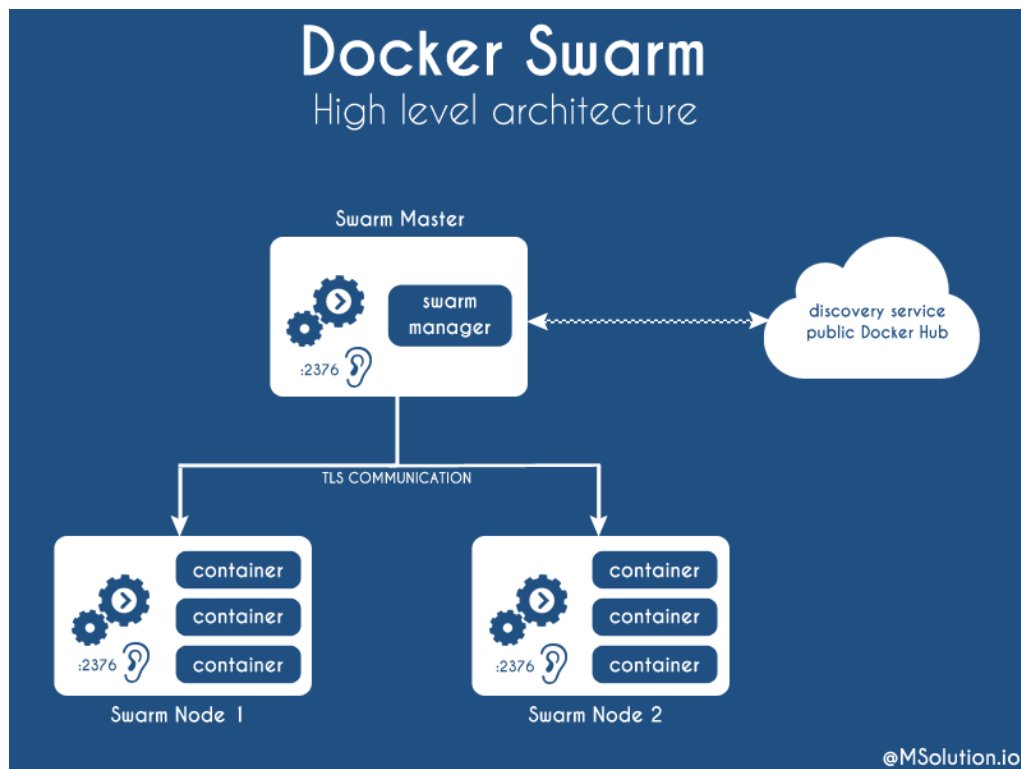 Docker Swarm
High level architecture
Swarm Master
swarm
manager
:2376
discovery service
public Docker Hub
TLS COMMUNICATION
container
container
container
:2376
Swarm Node 1
container
container
container
:2376
Swarm Node 2
@MSolution.io